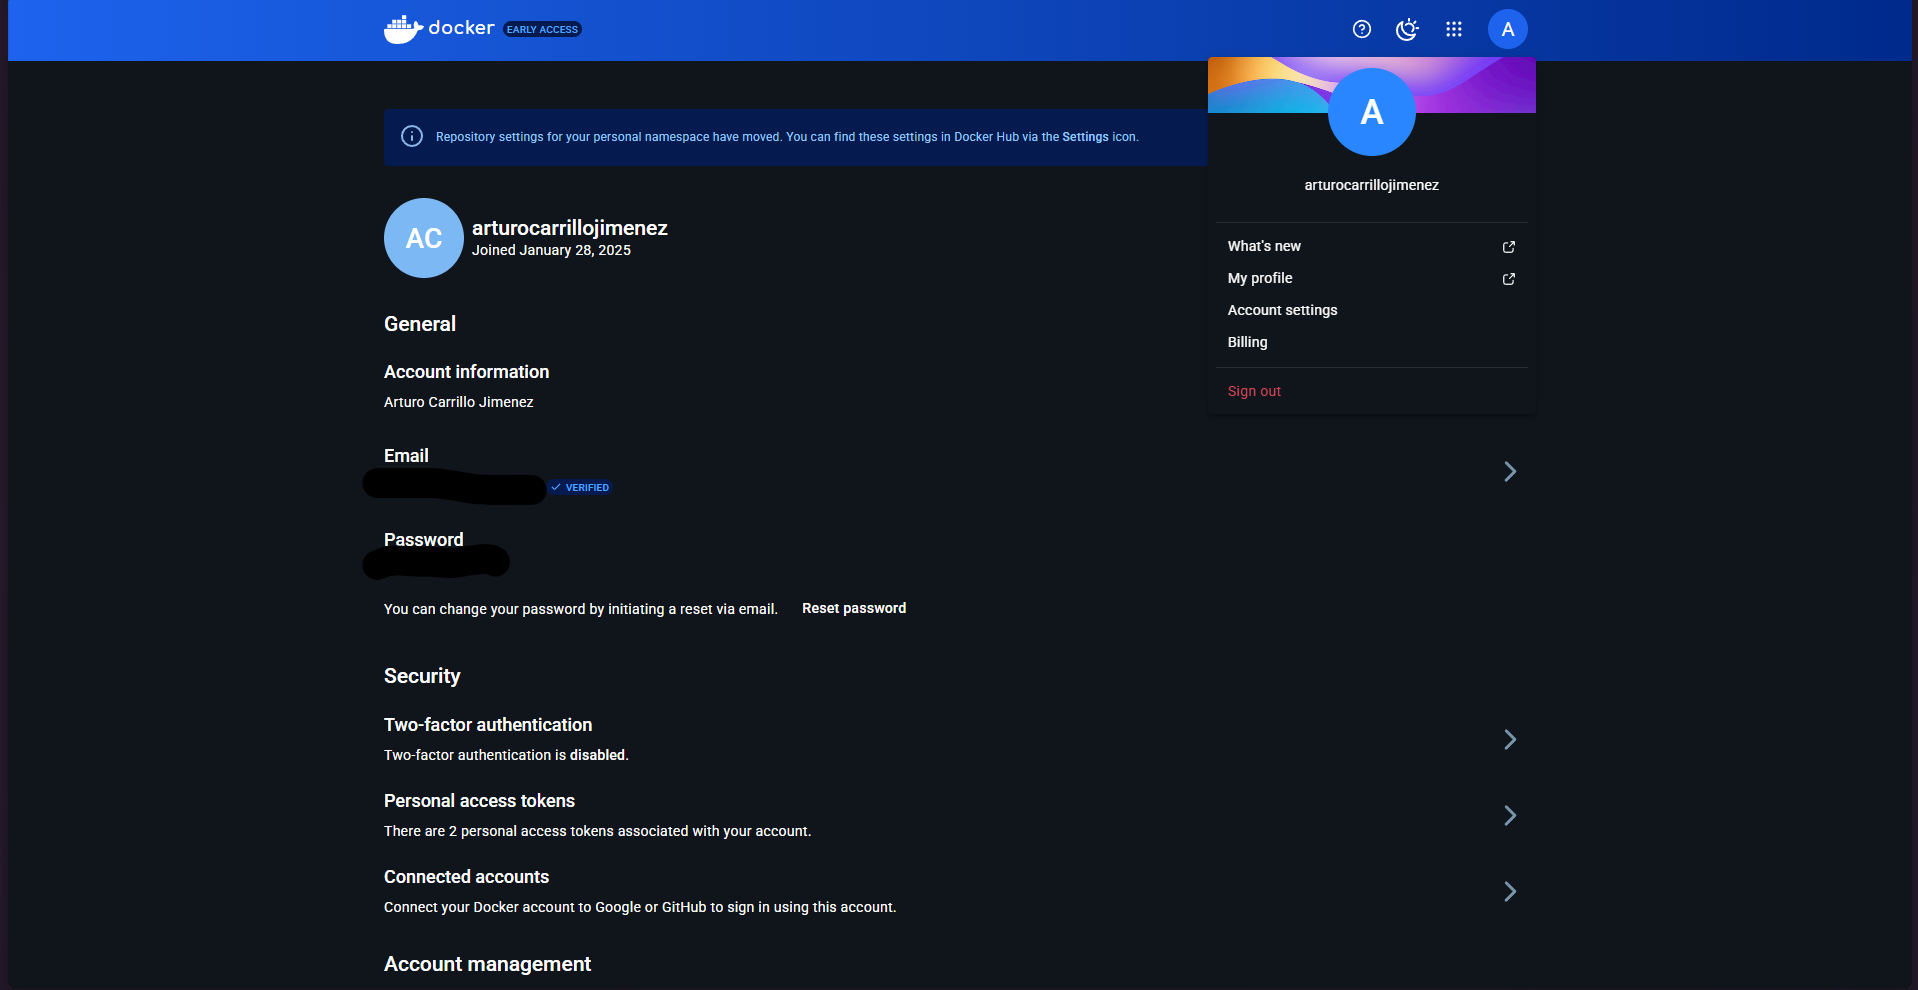 docker EARLY ACCESS
A
Repository settings for your personal namespace have moved. You can find these settings in Docker Hub via the Settings icon.
A
arturocarrillojimenez
What's new
My profile
Account settings
Billing
Sign out
AC
arturocarrillojimenez
Joined January 28, 2025
General
Account information
Arturo Carrillo Jimenez
Email
VERIFIED
Password
You can change your password by initiating a reset via email. Reset password
Security
Two-factor authentication
Two-factor authentication is disabled.
Personal access tokens
There are 2 personal access tokens associated with your account.
Connected accounts
Connect your Docker account to Google or GitHub to sign in using this account.
Account management